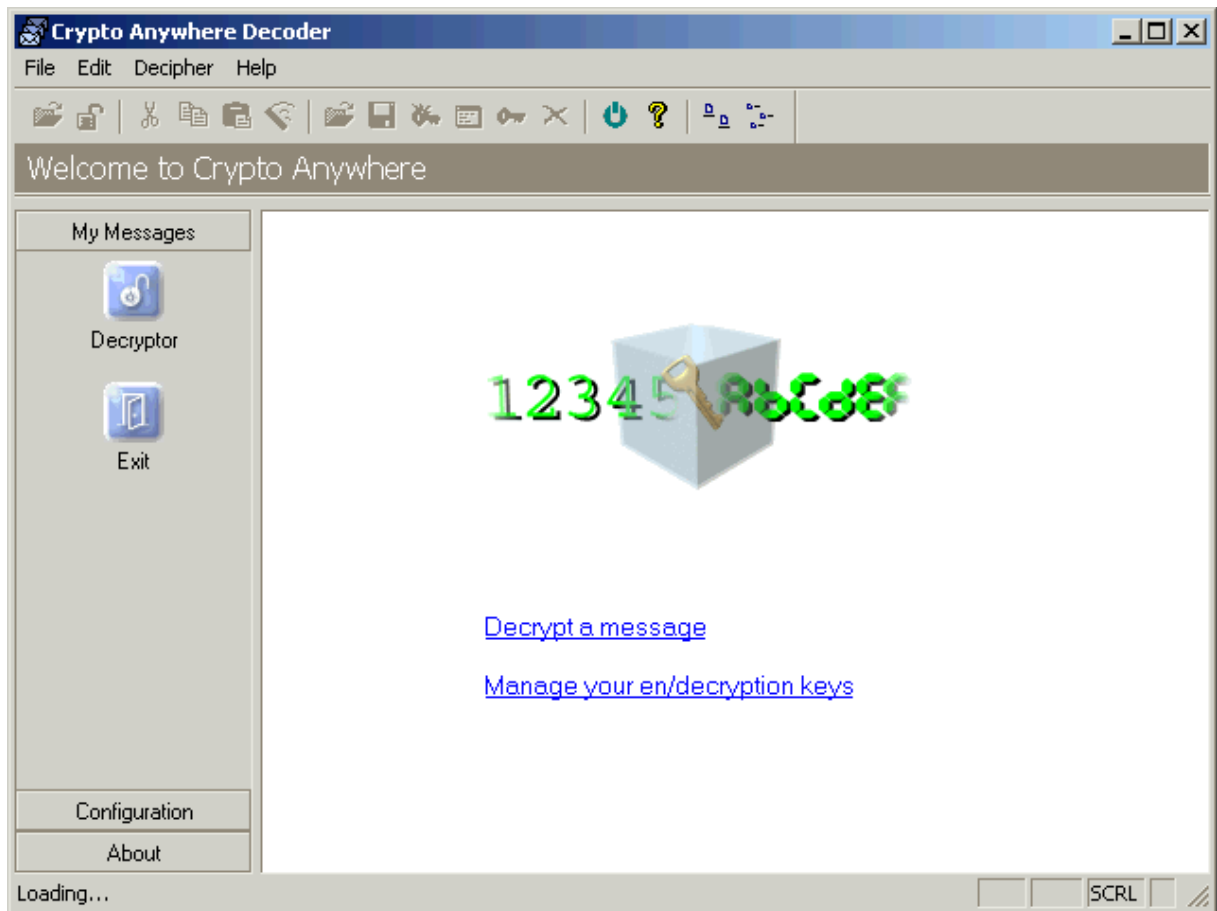 Crypto Anywhere Decoder
File Edit Decipher Help
Welcome to Crypto Anywhere
My Messages
Decryptor
Exit
12345 AbCdEF
Decrypt a message
Manage your en/decryption keys
Configuration
About
Loading...
SCRL